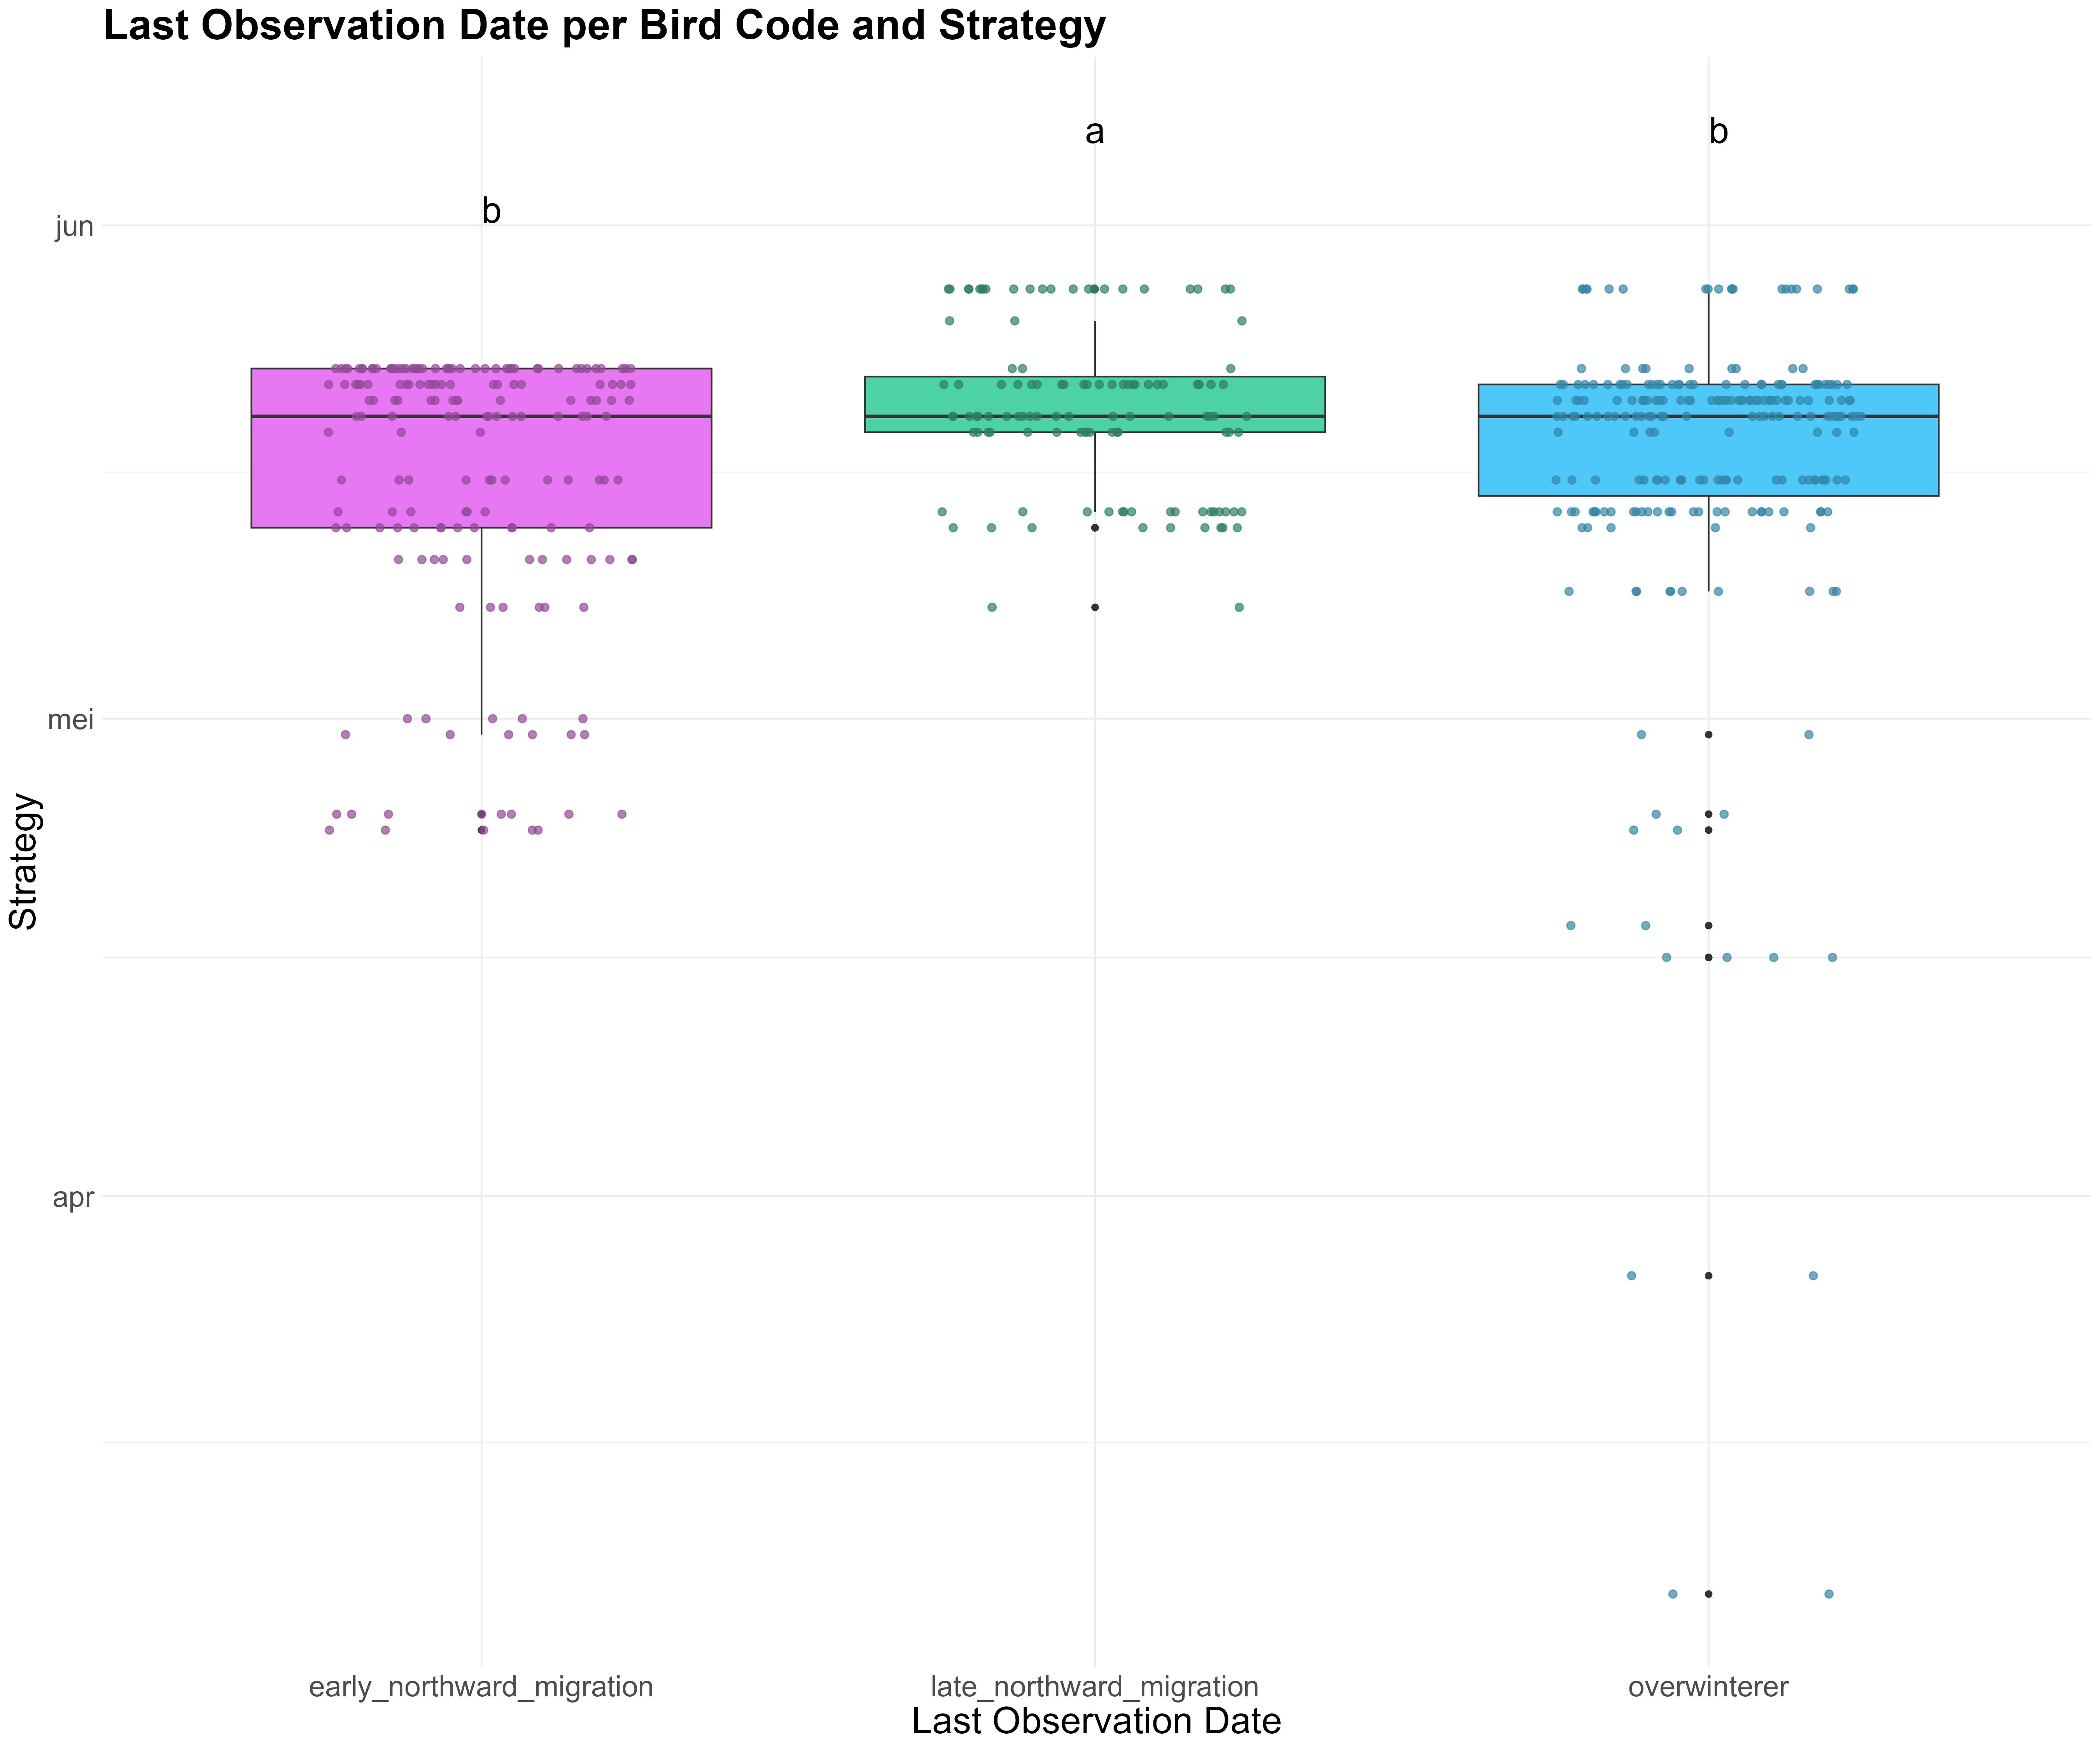 Last Observation Date per Bird Code and Strategy
a
b
b
jun
mei
apr
Strategy
early_northward_migration
late_northward_migration
overwinterer
Last Observation Date